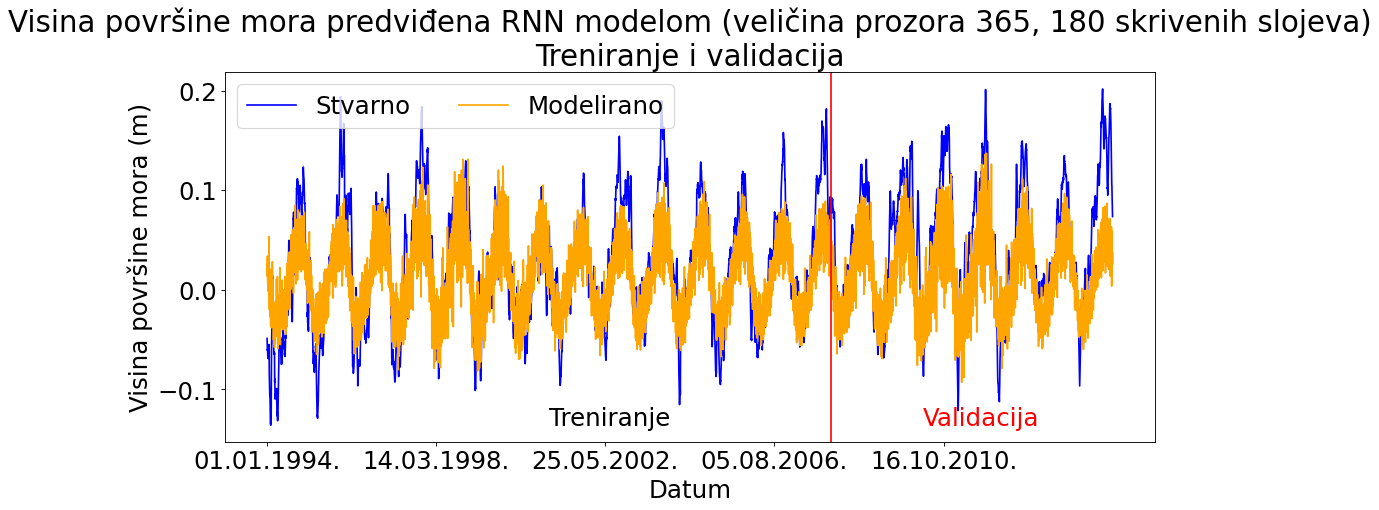 Visina površine mora predviđena RNN modelom (veličina prozora 365, 180 skrivenih slojeva)
Treniranje i validacija
Stvarno
Modelirano
Visina površine mora (m)
0.2
0.1
0.0
−0.1
Treniranje
Validacija
01.01.1994.
14.03.1998.
25.05.2002.
05.08.2006.
16.10.2010.
Datum